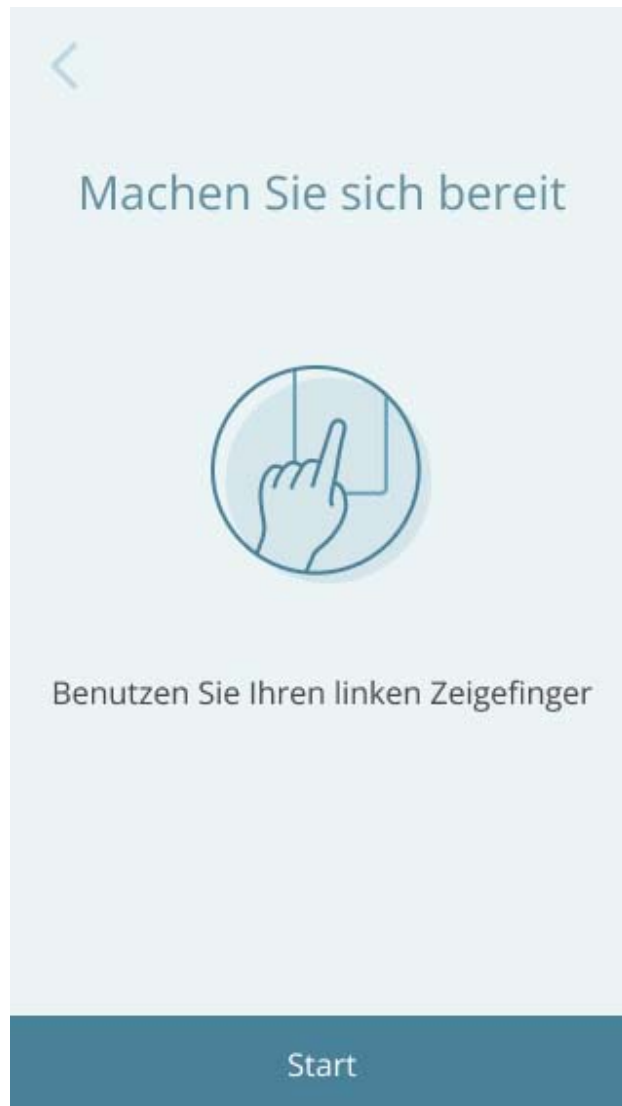 Machen Sie sich bereit
Benutzen Sie Ihren linken Zeigefinger
Start